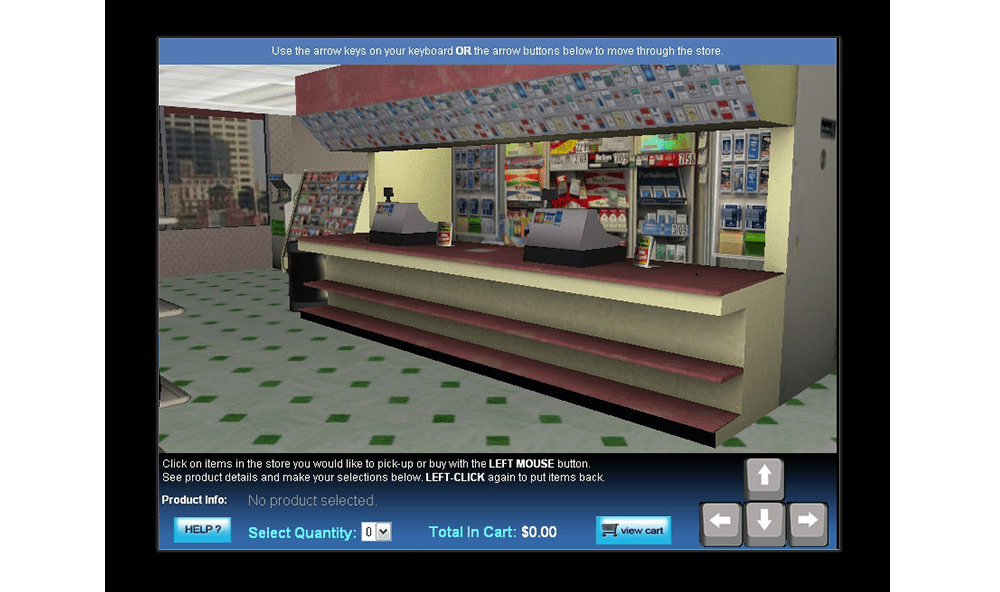 Use the arrow keys on your keyboard OR the arrow buttons below to move through the store.
Parliament
Click on items in the store you would like to pick-up or buy with the LEFT MOUSE button.
See product details and make your selections below. LEFT-CLICK again to put items back.
Product Info: No product selected.
HELP ? Select Quantity: 0 Total In Cart: $0.00 view cart